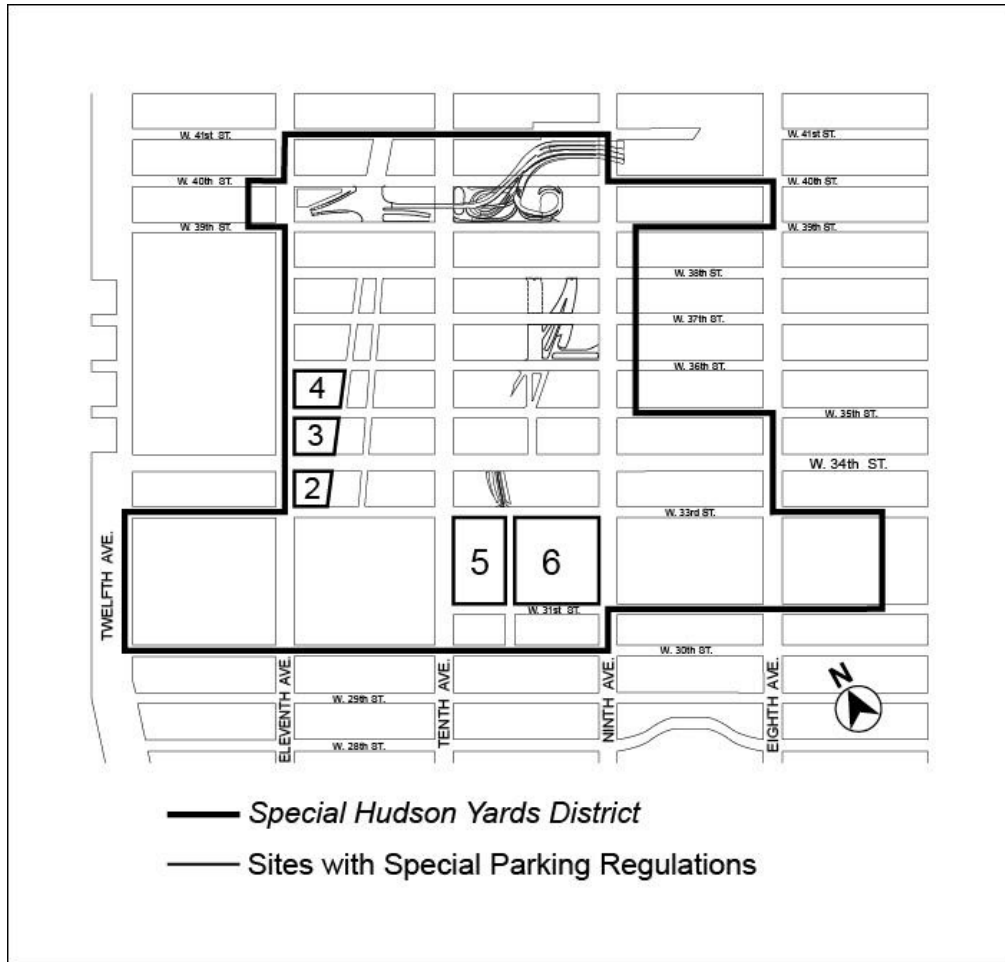 W. 41st ST.
W. 41st ST.
W. 40th ST.
W. 40th ST.
W. 39th ST.
W. 39th ST.
W. 38th ST.
W. 37th ST.
W. 36th ST.
4
W. 35th ST.
3
W. 34th ST.
2
W. 33rd ST.
5
6
W. 31st ST.
TWELFTH AVE.
W. 30th ST.
N
ELEVENTH AVE.
TENTH AVE.
NINTH AVE.
EIGHTH AVE.
W. 29th ST.
W. 28th ST.
Special Hudson Yards District
Sites with Special Parking Regulations